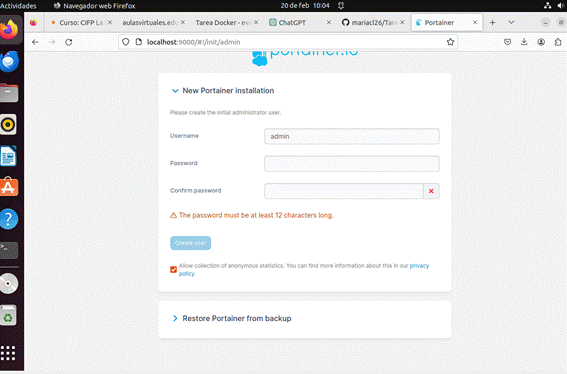 Actividades Navegador web Firefox 20 de feb 10:04
Curso: CIFP La aulasvirtuales.edu Tarea Docker - eva ChatGPT mariacl26/Tare Portainer
localhost:9000/#!/init/admin
portainer.io
New Portainer installation
Please create the initial administrator user.
Username admin
Password
Confirm password
The password must be at least 12 characters long.
Create user
Allow collection of anonymous statistics. You can find more information about this in our privacy
policy.
Restore Portainer from backup